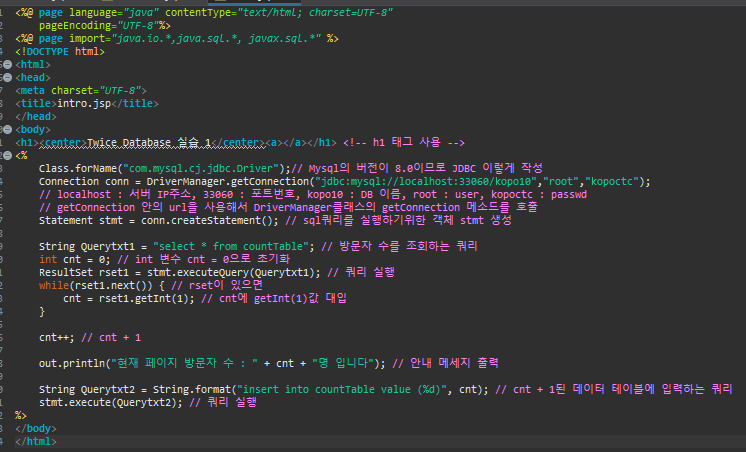 <%@ page language="java" contentType="text/html; charset=UTF-8"
    pageEncoding="UTF-8"%>
<%@ page import="java.io.*,java.sql.*, javax.sql.*" %>
<!DOCTYPE html>
<html>
<head>
<meta charset="UTF-8">
<title>intro.jsp</title>
</head>
<body>
<h1><center>Twice Database 실습 1</center><a></a></h1> <!-- h1 태그 사용 -->
<%
    Class.forName("com.mysql.cj.jdbc.Driver");// Mysql의 버전이 8.0이므로 JDBC 이렇게 작성
    Connection conn = DriverManager.getConnection("jdbc:mysql://localhost:33060/kopo10","root","kopoctc");
    // localhost : 서버 IP주소, 33060 : 포트번호, kopo10 : DB 이름, root : user, kopoctc : passwd
    // getConnection 안의 url을 사용해서 DriverManager클래스의 getConnection 메소드를 호출
    Statement stmt = conn.createStatement(); // sql쿼리를 실행하기위한 객체 stmt 생성

    String Querytxt1 = "select * from countTable"; // 방문자 수를 조회하는 쿼리
    int cnt = 0; // int 변수 cnt = 0으로 초기화
    ResultSet rset1 = stmt.executeQuery(Querytxt1); // 쿼리 실행
    while(rset1.next()) { // rset이 있으면
        cnt = rset1.getInt(1); // cnt에 getInt(1)값 대입
    }

    cnt++; // cnt + 1

    out.println("현재 페이지 방문자 수 : " + cnt + "명 입니다"); // 안내 메세지 출력

    String Querytxt2 = String.format("insert into countTable value (%d)", cnt); // cnt + 1된 데이터 테이블에 입력하는 쿼리
    stmt.execute(Querytxt2); // 쿼리 실행
%>
</body>
</html>